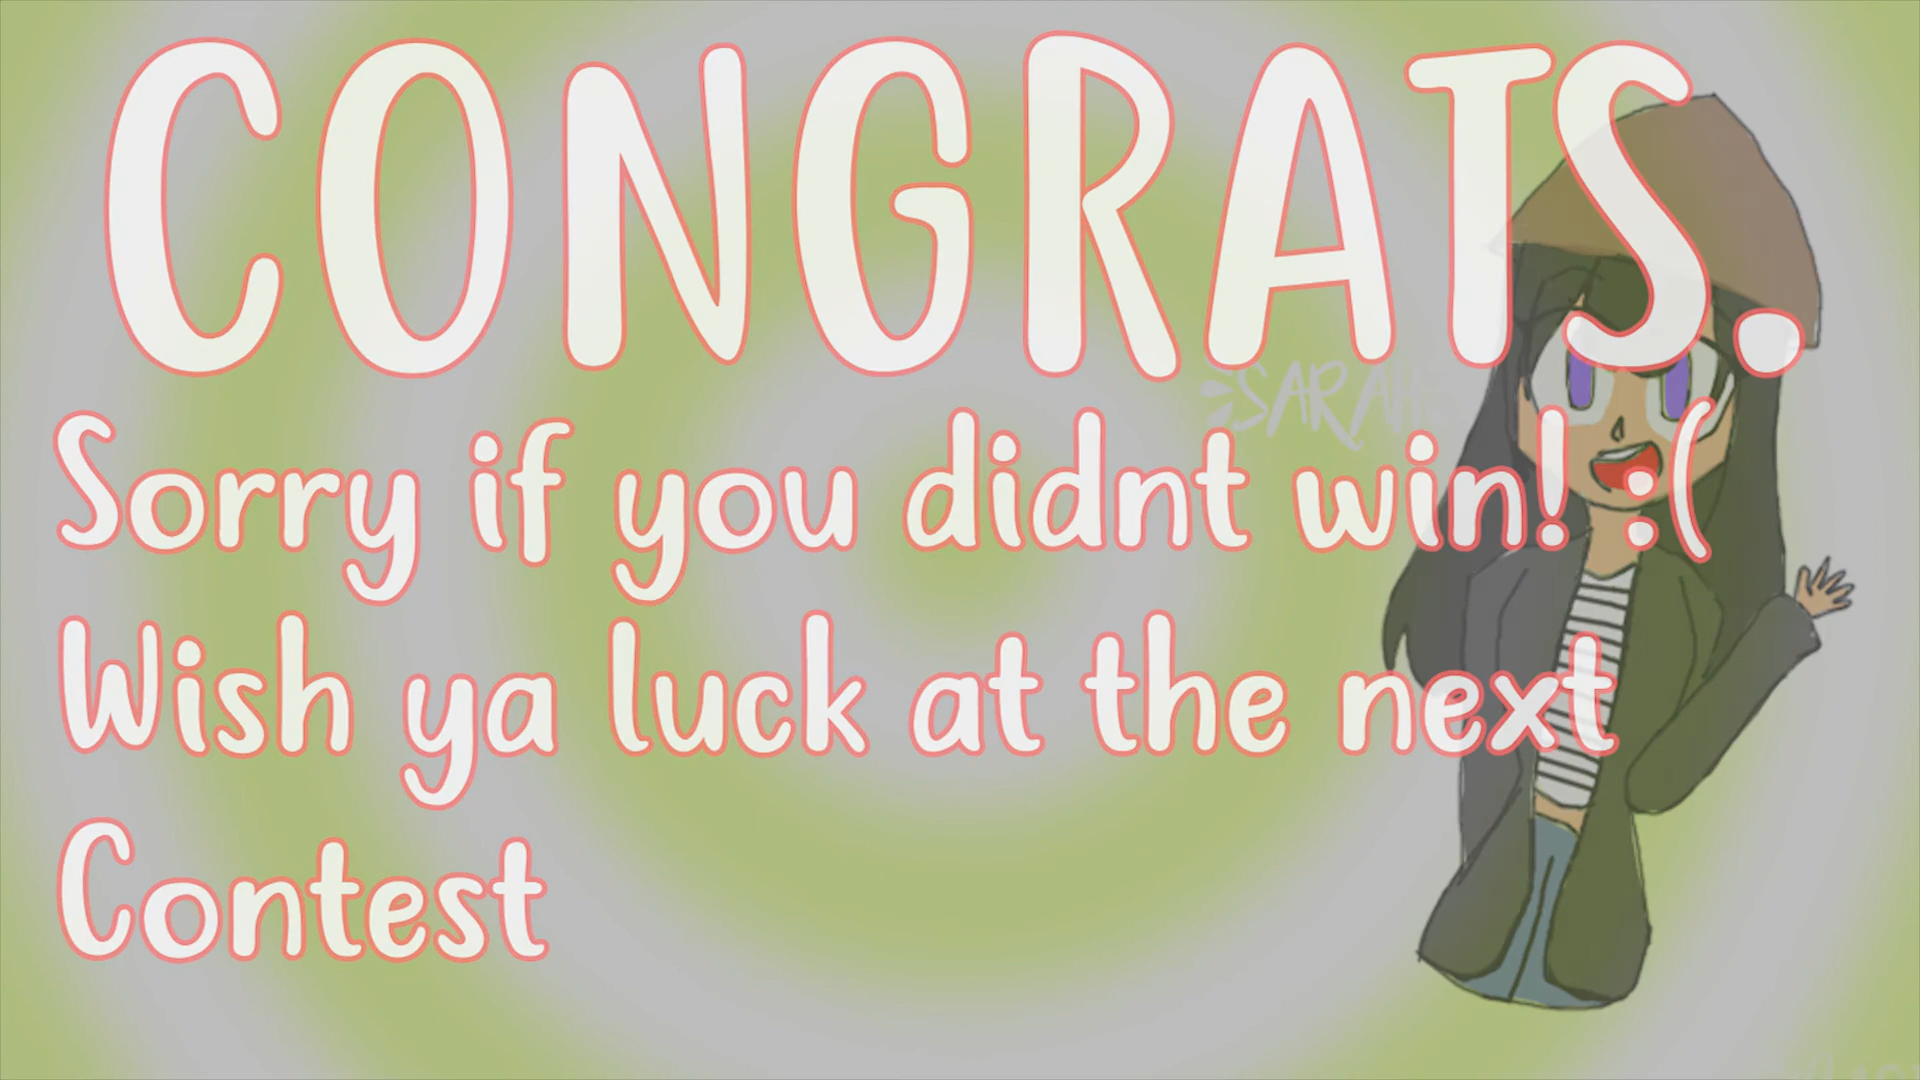 CONGRATS.
SARAH
Sorry if you didnt win! :(
Wish ya luck at the next
Contest